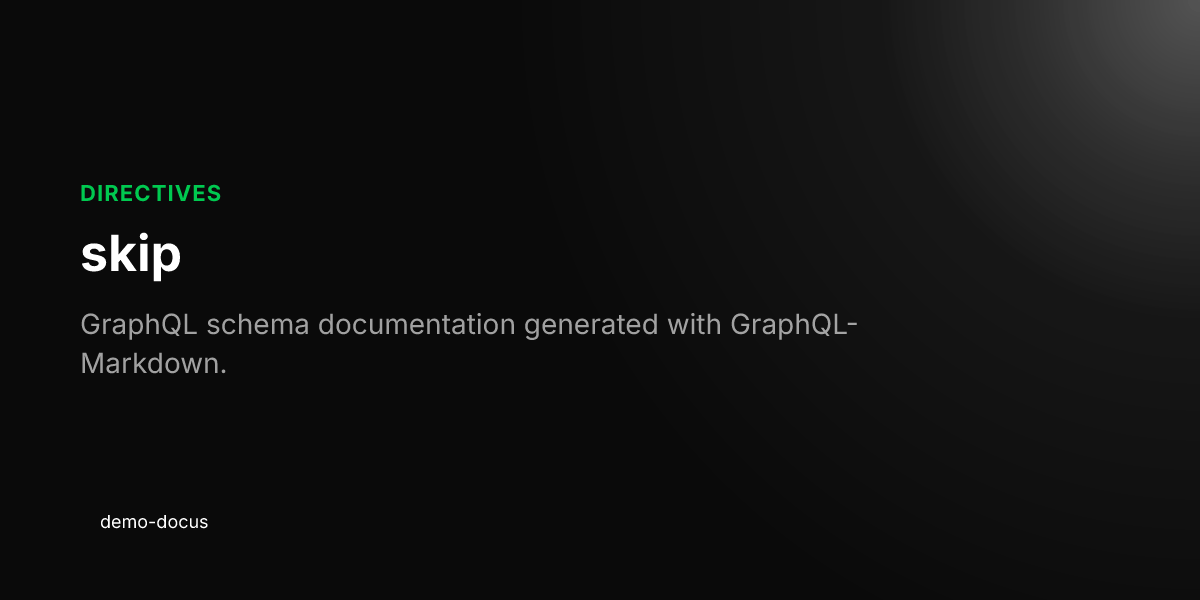 DIRECTIVES
skip
GraphQL schema documentation generated with GraphQL-
Markdown.
demo-docus